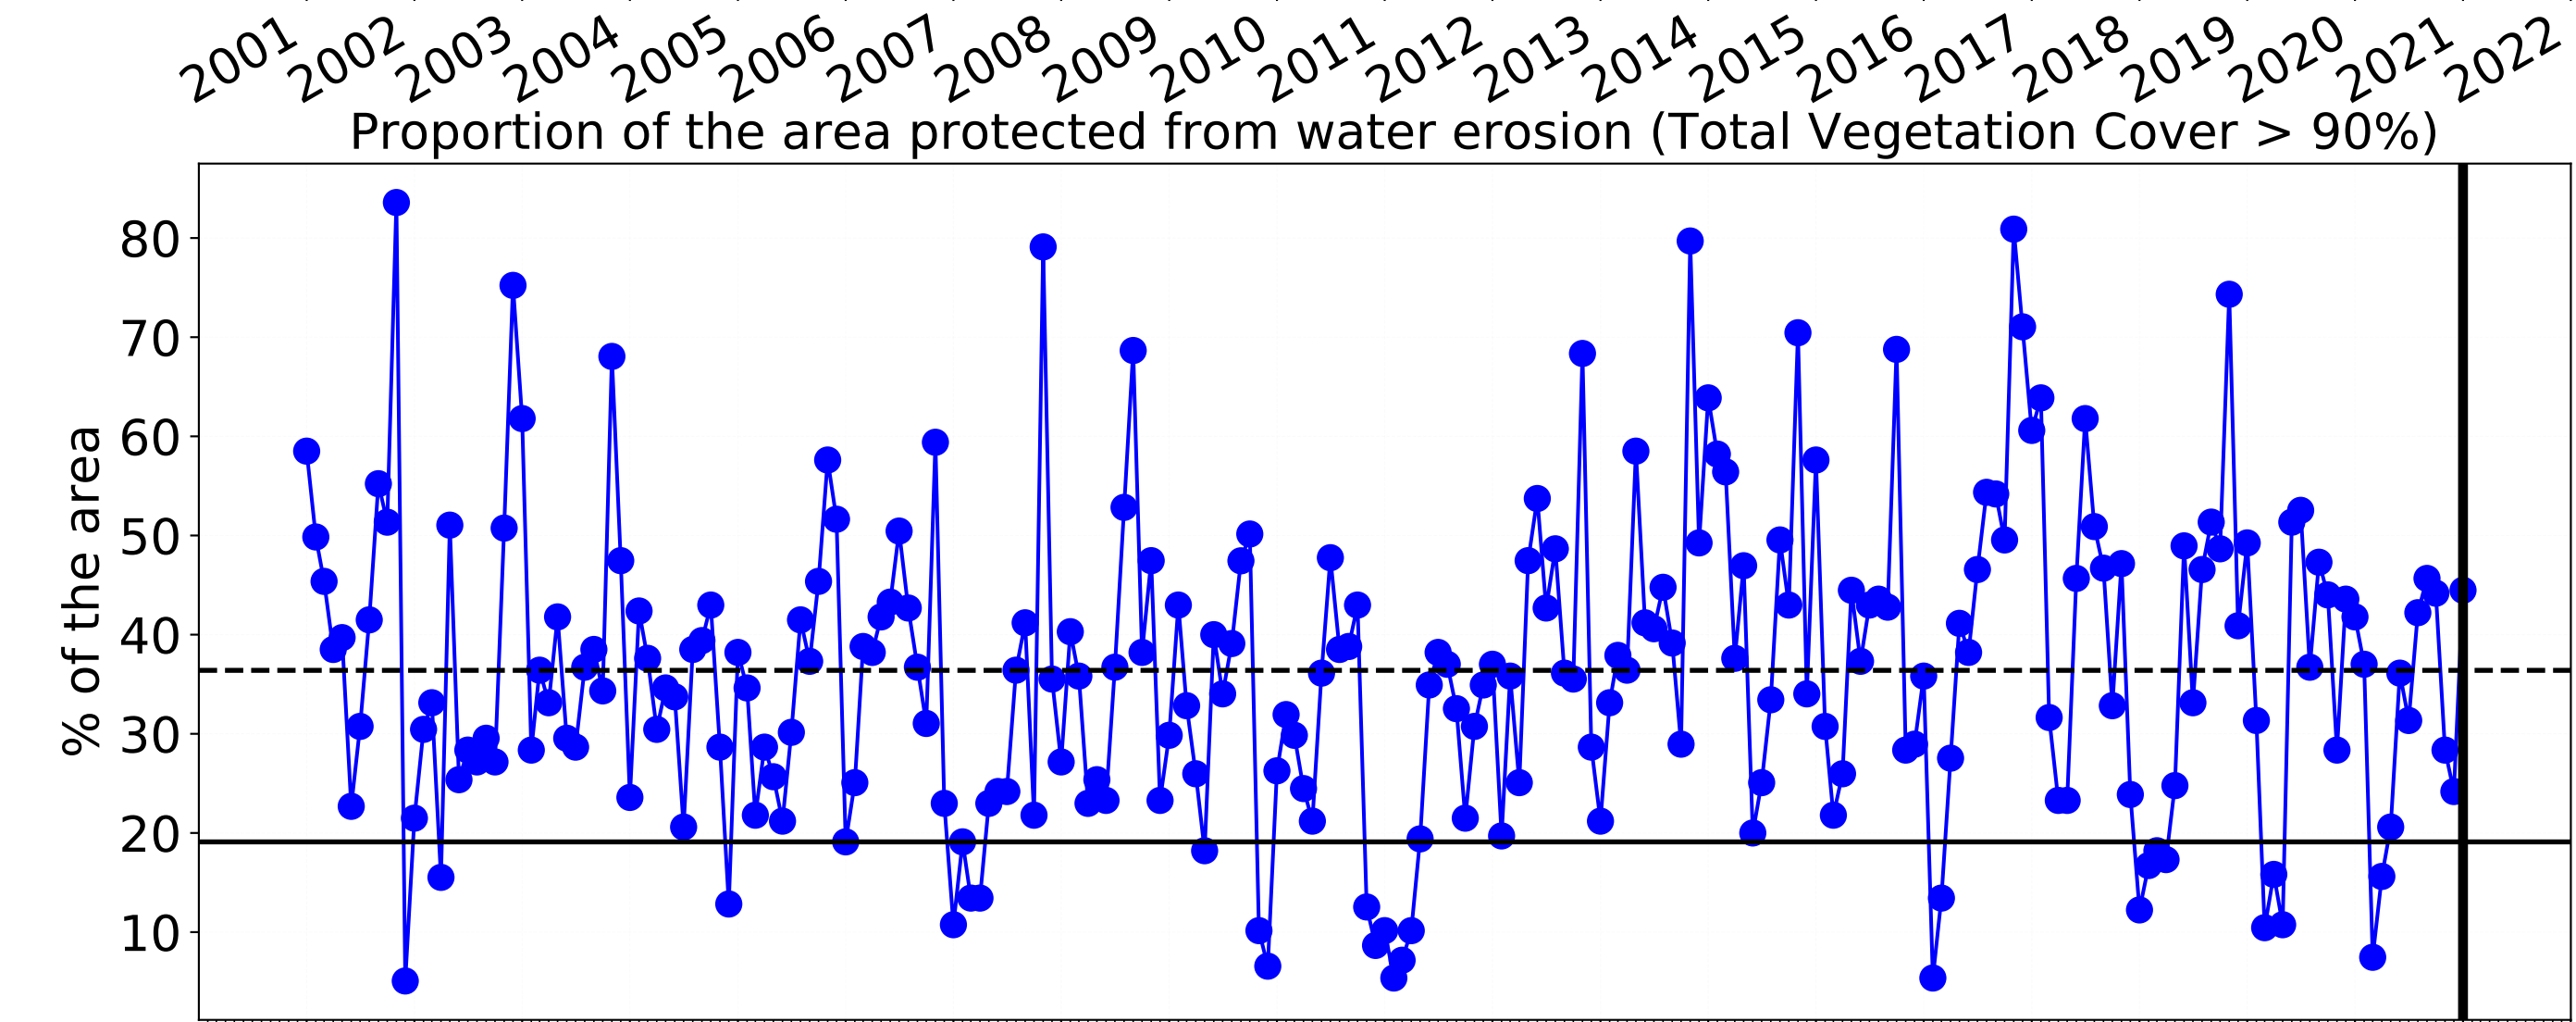 2001 2002 2003 2004 2005 2006 2007 2008 2009 2010 2011 2012 2013 2014 2015 2016 2017 2018 2019 2020 2021 2022
Proportion of the area protected from water erosion (Total Vegetation Cover > 90%)
% of the area
80
70
60
50
40
30
20
10